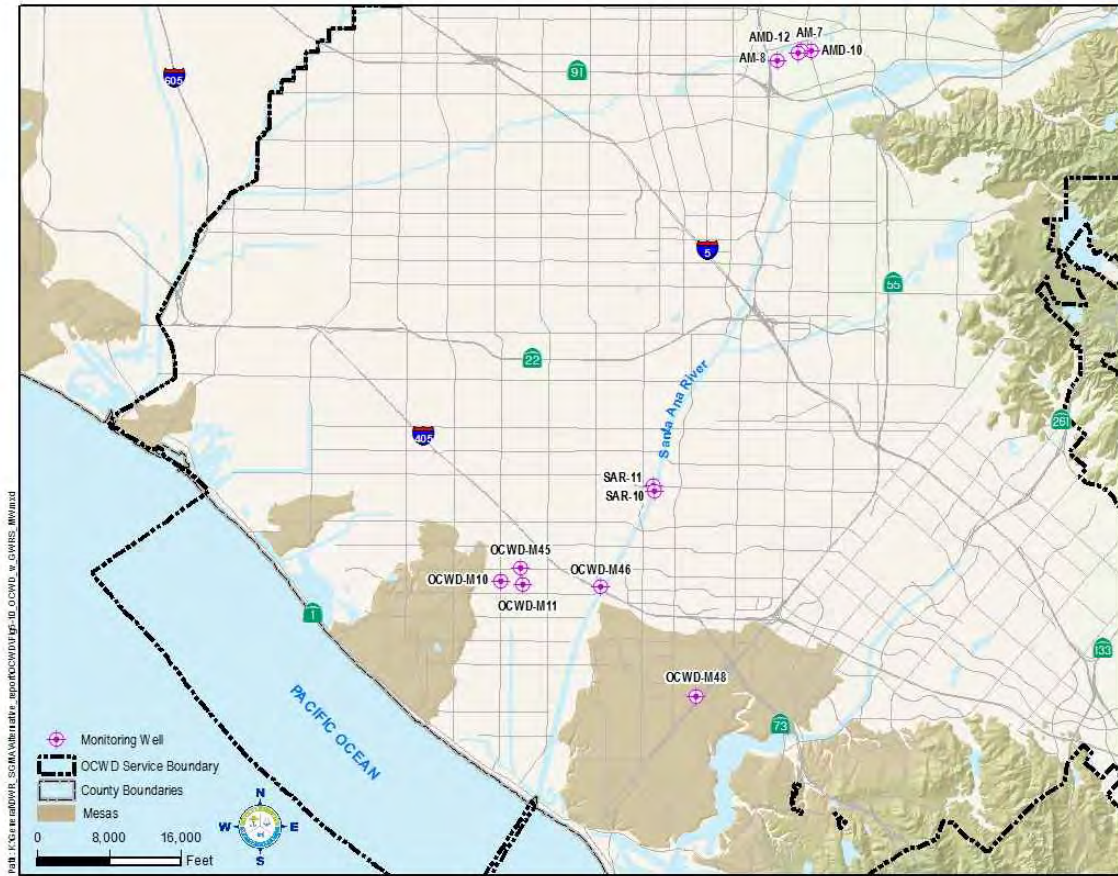 AMD-12
AM-7
AM-8
AMD-10
605
91
5
55
22
Santa Ana River
261
405
SAR-11
SAR-10
OCWD-M45
OCWD-M10
OCWD-M46
OCWD-M11
1
133
OCWD-M48
73
PACIFIC OCEAN
Monitoring Well
OCWD Service Boundary
County Boundaries
Mesas
N
W E
S
0 8,000 16,000
Feet